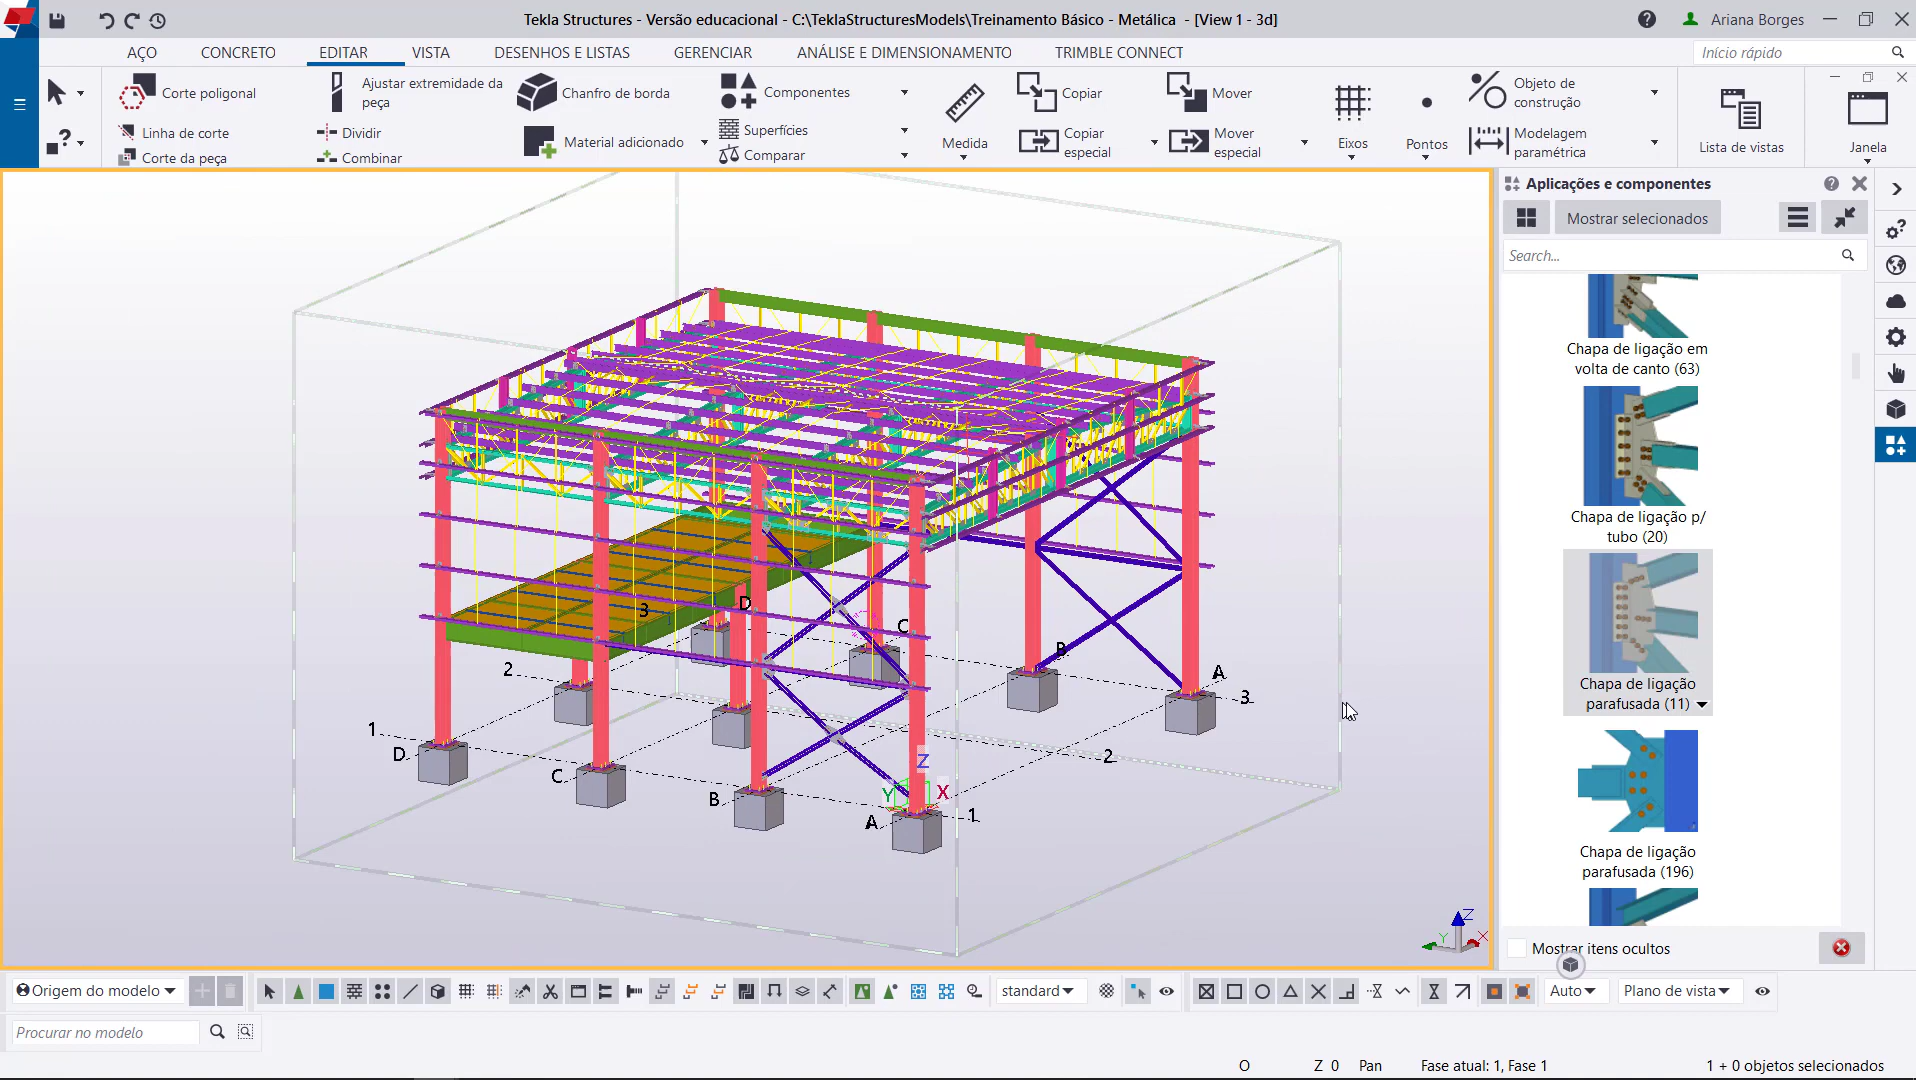 Tekla Structures - Versão educacional - C:\TeklaStructuresModels\Treinamento Básico - Metálica - [View 1 - 3d]
Ariana Borges
AÇO CONCRETO EDITAR VISTA DESENHOS E LISTAS GERENCIAR ANÁLISE E DIMENSIONAMENTO TRIMBLE CONNECT
Início rápido
Corte poligonal
Linha de corte
Corte da peça
Ajustar extremidade da
peça
Dividir
Combinar
Chanfro de borda
Material adicionado
Componentes
Superfícies
Comparar
Medida
Copiar
Copiar
especial
Mover
Mover
especial
Eixos
Pontos
Objeto de
construção
Modelagem
paramétrica
Lista de vistas
Janela
Aplicações e componentes
Mostrar selecionados
Search...
Chapa de ligação em
volta de canto (63)
Chapa de ligação p/
tubo (20)
Chapa de ligação
parafusada (11)
Chapa de ligação
parafusada (196)
Mostrar itens ocultos
3
D
C
B
A
3
2
1
D
C
B
A
1
2
Z
Y
X
Z
Y
X
Origem do modelo
standard
Auto
Plano de vista
Procurar no modelo
O
Z 0
Pan
Fase atual: 1, Fase 1
1 + 0 objetos selecionados